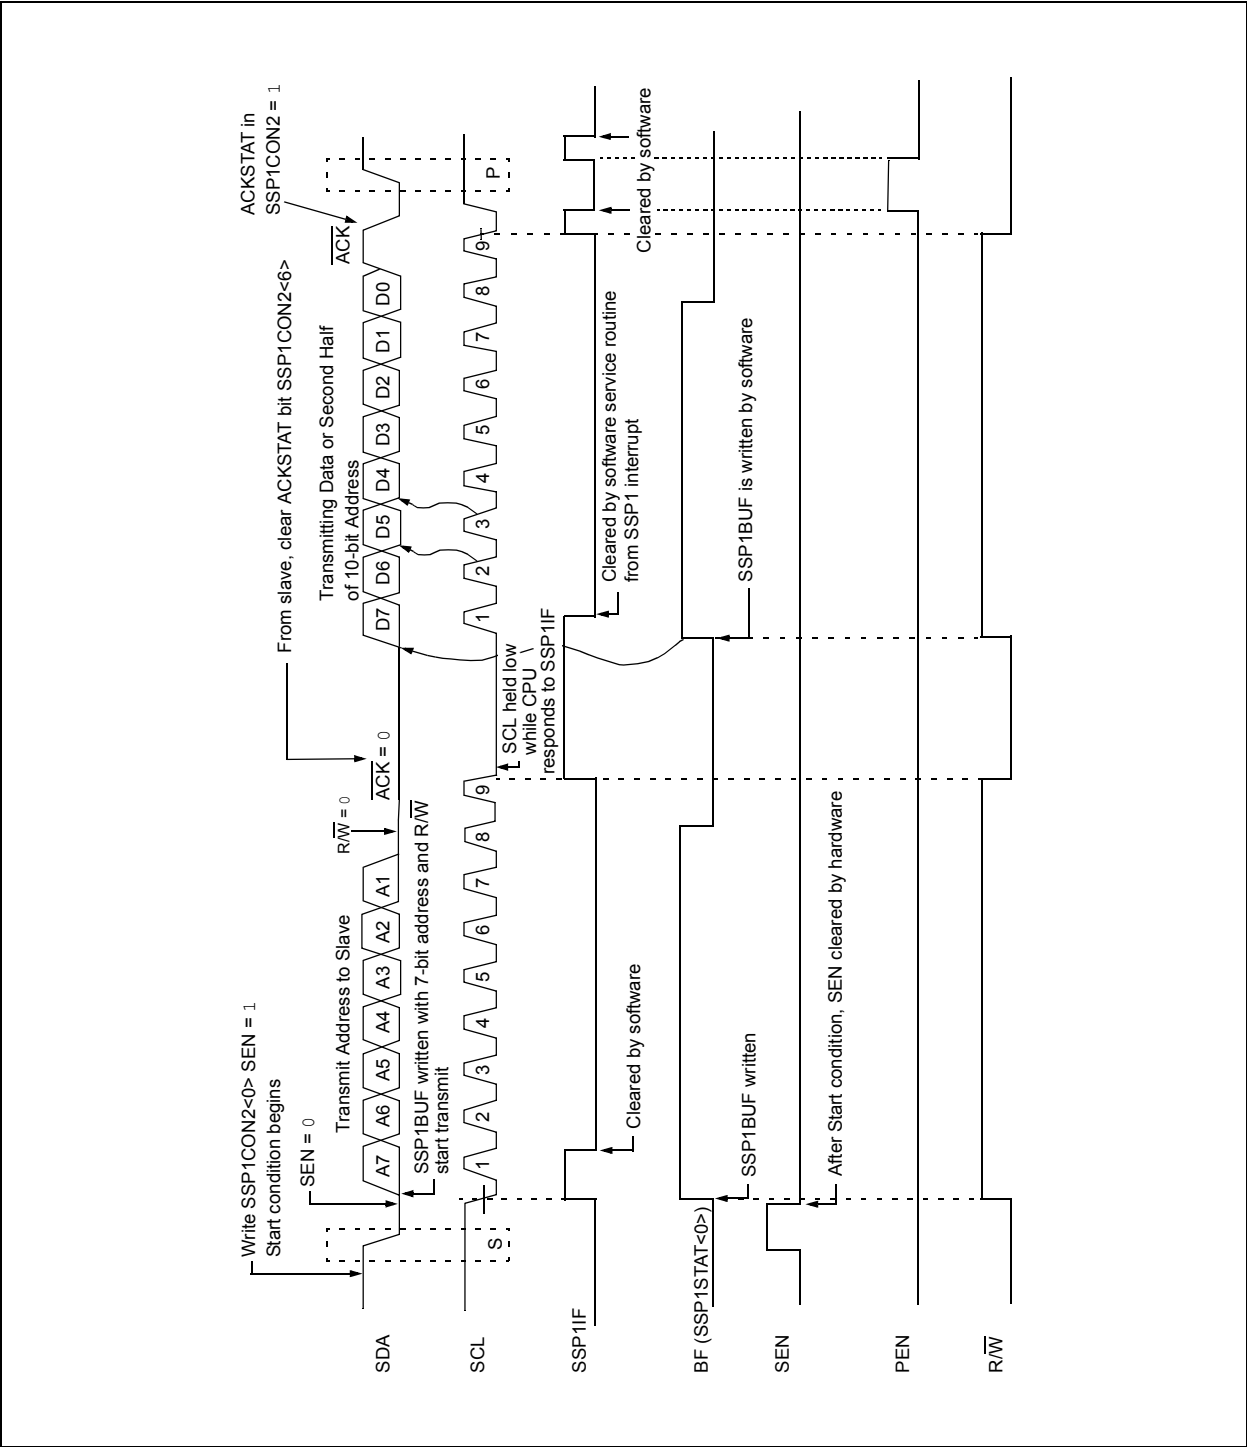 Write SSP1CON2<0> SEN = 1
Start condition begins
SEN = 0
Transmit Address to Slave
R/W = 0
From slave, clear ACKSTAT bit SSP1CON2<6>
ACK = 0
Transmitting Data or Second Half
of 10-bit Address
ACK
ACKSTAT in
SSP1CON2 = 1
SDA
A7 A6 A5 A4 A3 A2 A1
D7 D6 D5 D4 D3 D2 D1 D0
SSP1BUF written with 7-bit address and R/W
start transmit
SCL
S
1 2 3 4 5 6 7 8 9
1 2 3 4 5 6 7 8 9
P
SCL held low
while CPU
responds to SSP1IF
SSP1IF
Cleared by software
Cleared by software service routine
from SSP1 interrupt
Cleared by software
Cleared by software
BF (SSP1STAT<0>)
SSP1BUF written
SSP1BUF is written by software
SEN
After Start condition, SEN cleared by hardware
PEN
R/W